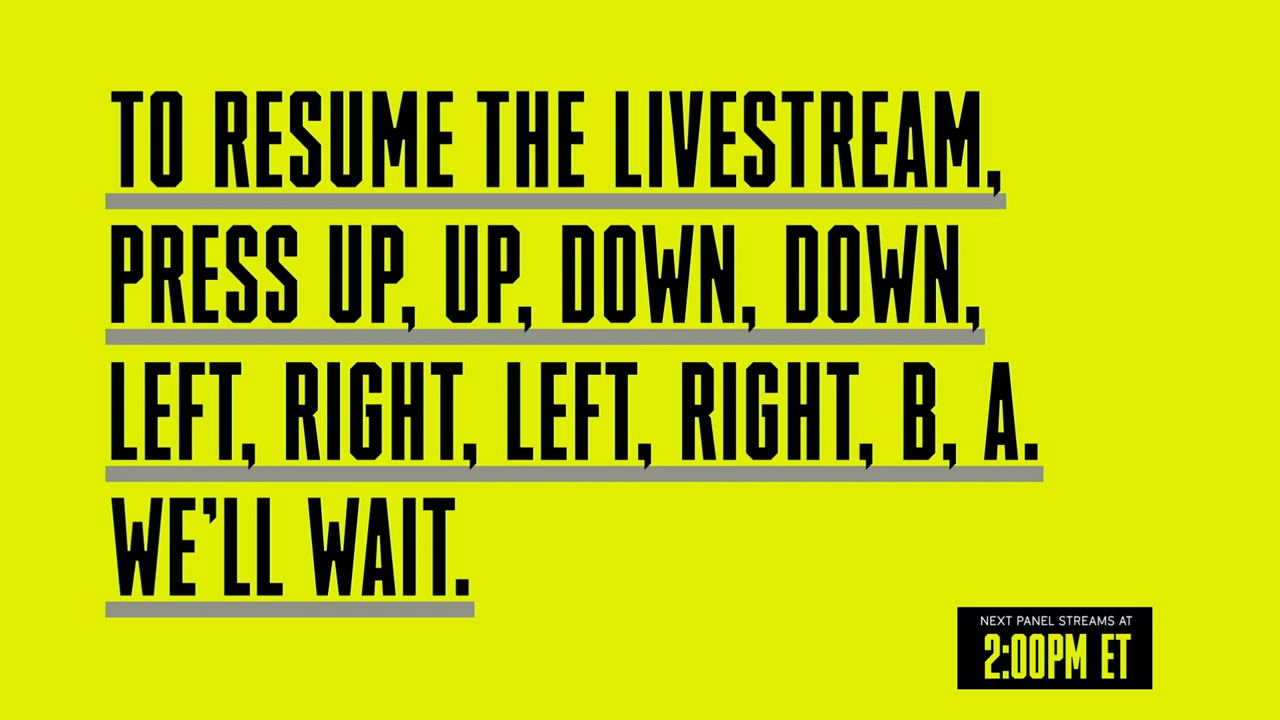 TO RESUME THE LIVESTREAM,
PRESS UP, UP, DOWN, DOWN,
LEFT, RIGHT, LEFT, RIGHT, B, A.
WE’LL WAIT.
NEXT PANEL STREAMS AT
2:00PM ET